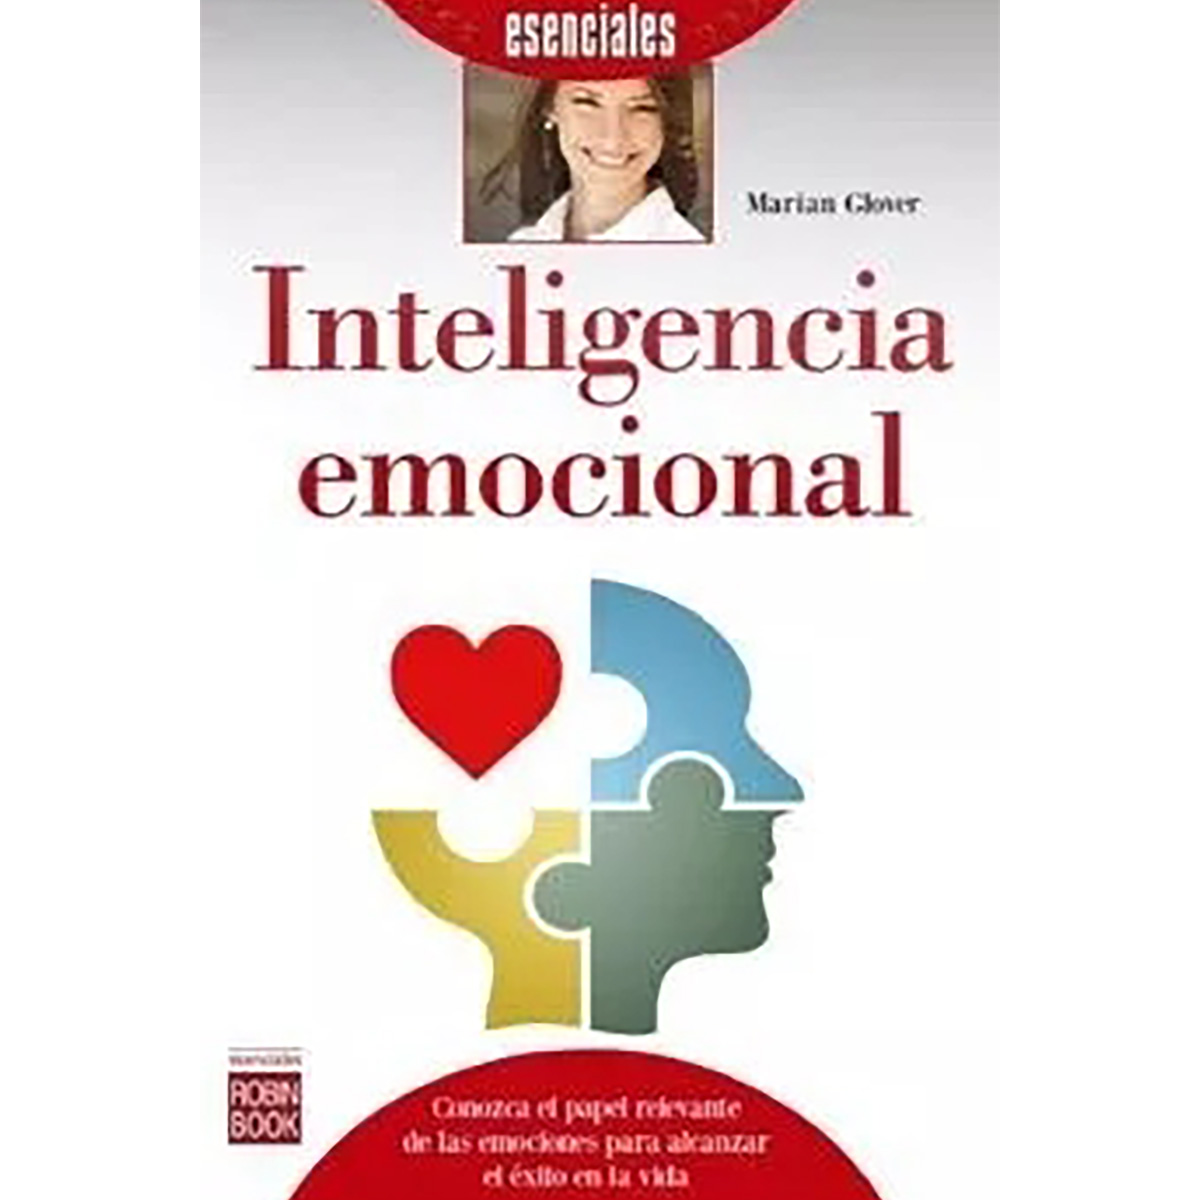 esenciales
Marian Glover
Inteligencia
emocional
esenciales
ROBIN
BOOK
Conozca el papel relevante
de las emociones para alcanzar
el éxito en la vida